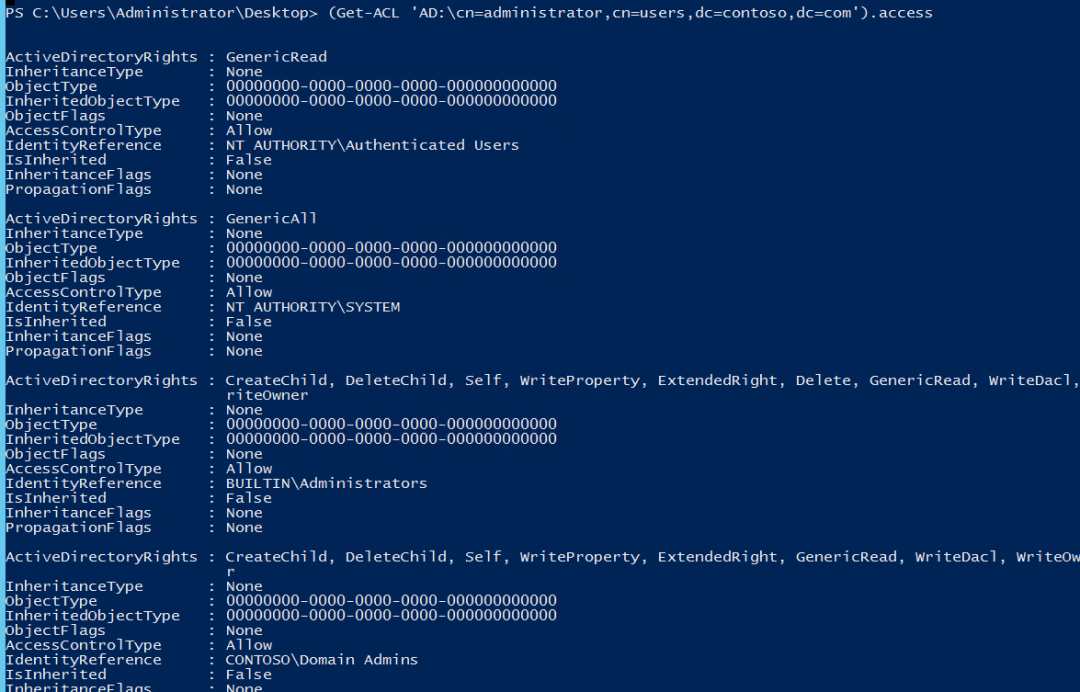 PS C:\Users\Administrator\Desktop> (Get-ACL 'AD:\cn=administrator,cn=users,dc=contoso,dc=com').access
ActiveDirectoryRights : GenericRead
InheritanceType : None
ObjectType : 00000000-0000-0000-0000-000000000000
InheritedObjectType : 00000000-0000-0000-0000-000000000000
ObjectFlags : None
AccessControlType : Allow
IdentityReference : NT AUTHORITY\Authenticated Users
IsInherited : False
InheritanceFlags : None
PropagationFlags : None
ActiveDirectoryRights : GenericAll
InheritanceType : None
ObjectType : 00000000-0000-0000-0000-000000000000
InheritedObjectType : 00000000-0000-0000-0000-000000000000
ObjectFlags : None
AccessControlType : Allow
IdentityReference : NT AUTHORITY\SYSTEM
IsInherited : False
InheritanceFlags : None
PropagationFlags : None
ActiveDirectoryRights : CreateChild, DeleteChild, Self, WriteProperty, ExtendedRight, Delete, GenericRead, WriteDacl,
riteOwner
InheritanceType : None
ObjectType : 00000000-0000-0000-0000-000000000000
InheritedObjectType : 00000000-0000-0000-0000-000000000000
ObjectFlags : None
AccessControlType : Allow
IdentityReference : BUILTIN\Administrators
IsInherited : False
InheritanceFlags : None
PropagationFlags : None
ActiveDirectoryRights : CreateChild, DeleteChild, Self, WriteProperty, ExtendedRight, GenericRead, WriteDacl, WriteOw
r
InheritanceType : None
ObjectType : 00000000-0000-0000-0000-000000000000
InheritedObjectType : 00000000-0000-0000-0000-000000000000
ObjectFlags : None
AccessControlType : Allow
IdentityReference : CONTOSO\Domain Admins
IsInherited : False
InheritanceFlags : None